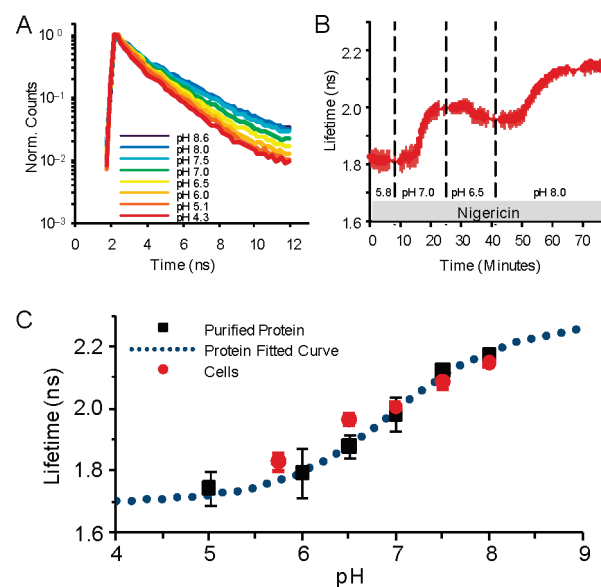 A
Norm. Counts
10⁰
10⁻¹
10⁻²
10⁻³
pH 8.6
pH 8.0
pH 7.5
pH 7.0
pH 6.5
pH 6.0
pH 5.1
pH 4.3
0 2 4 6 8 10 12
Time (ns)
B
Lifetime (ns)
2.2
2.0
1.8
1.6
5.8 pH 7.0 pH 6.5 pH 8.0
Nigericin
0 10 20 30 40 50 60 70
Time (Minutes)
C
Lifetime (ns)
2.2
2.0
1.8
1.6
Purified Protein
Protein Fitted Curve
Cells
4 5 6 7 8 9
pH